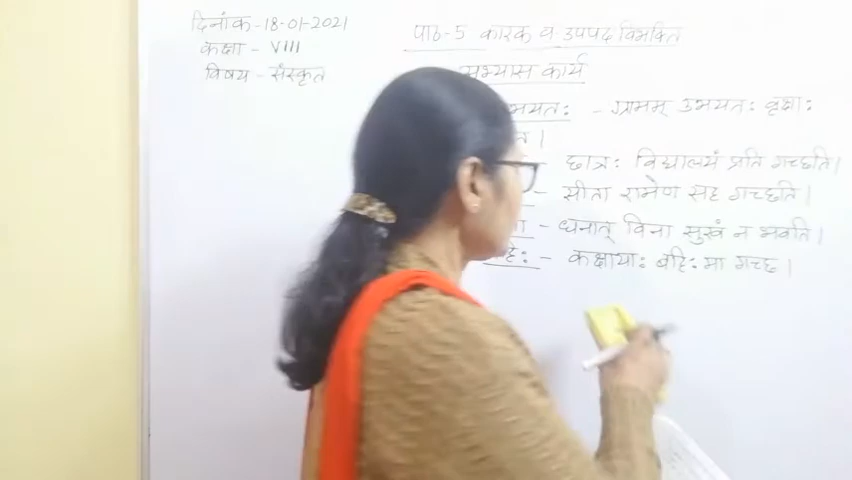 दिनांक - 18-01-2021
कक्षा - VIII
विषय - संस्कृत
पाठ-5 कारक व उपपद विभक्ति
अभ्यास कार्य
- ग्रामम् उभयतः वृक्षाः
- छात्रः विद्यालयं प्रति गच्छति।
- सीता रामेण सह गच्छति।
- धनात् विना सुखं न भवति।
- कक्षायाः बहिः मा गच्छ।